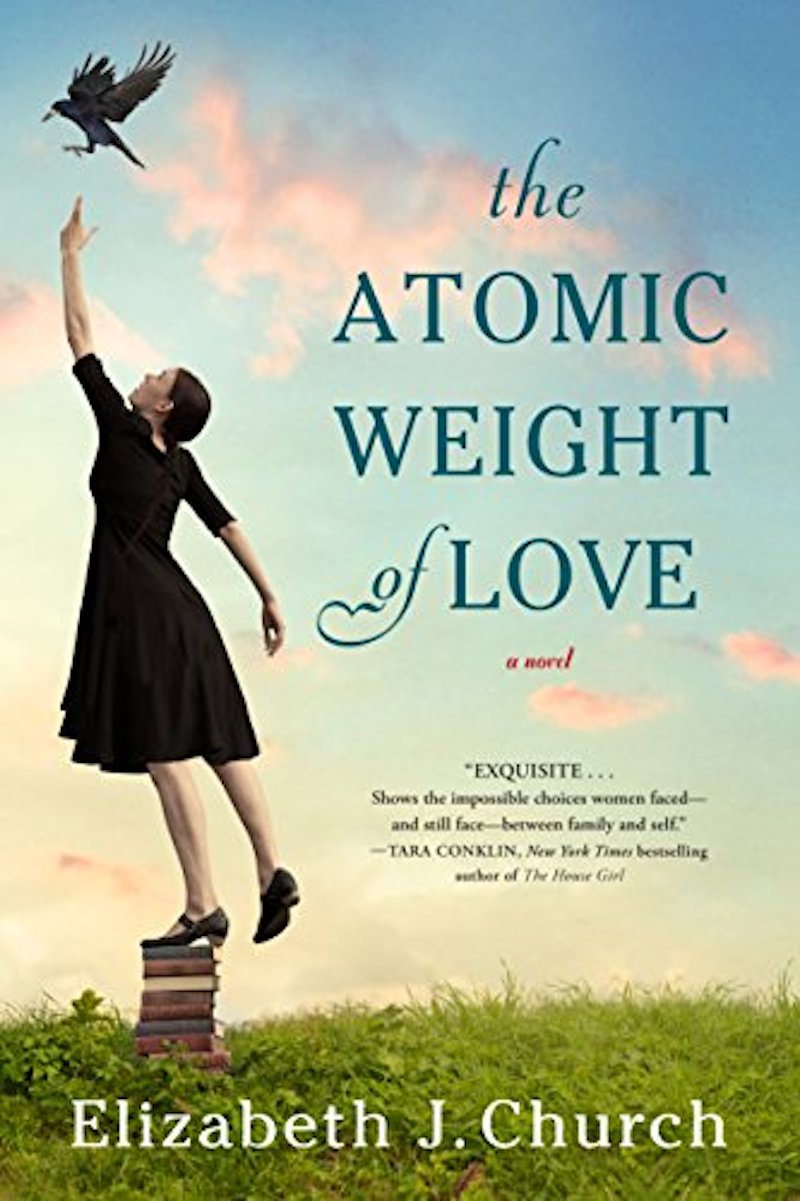 the
ATOMIC
WEIGHT
of LOVE
a novel
“EXQUISITE . . .
Shows the impossible choices women faced—
and still face—between family and self.”
—TARA CONKLIN, New York Times bestselling
author of The House Girl
Elizabeth J. Church